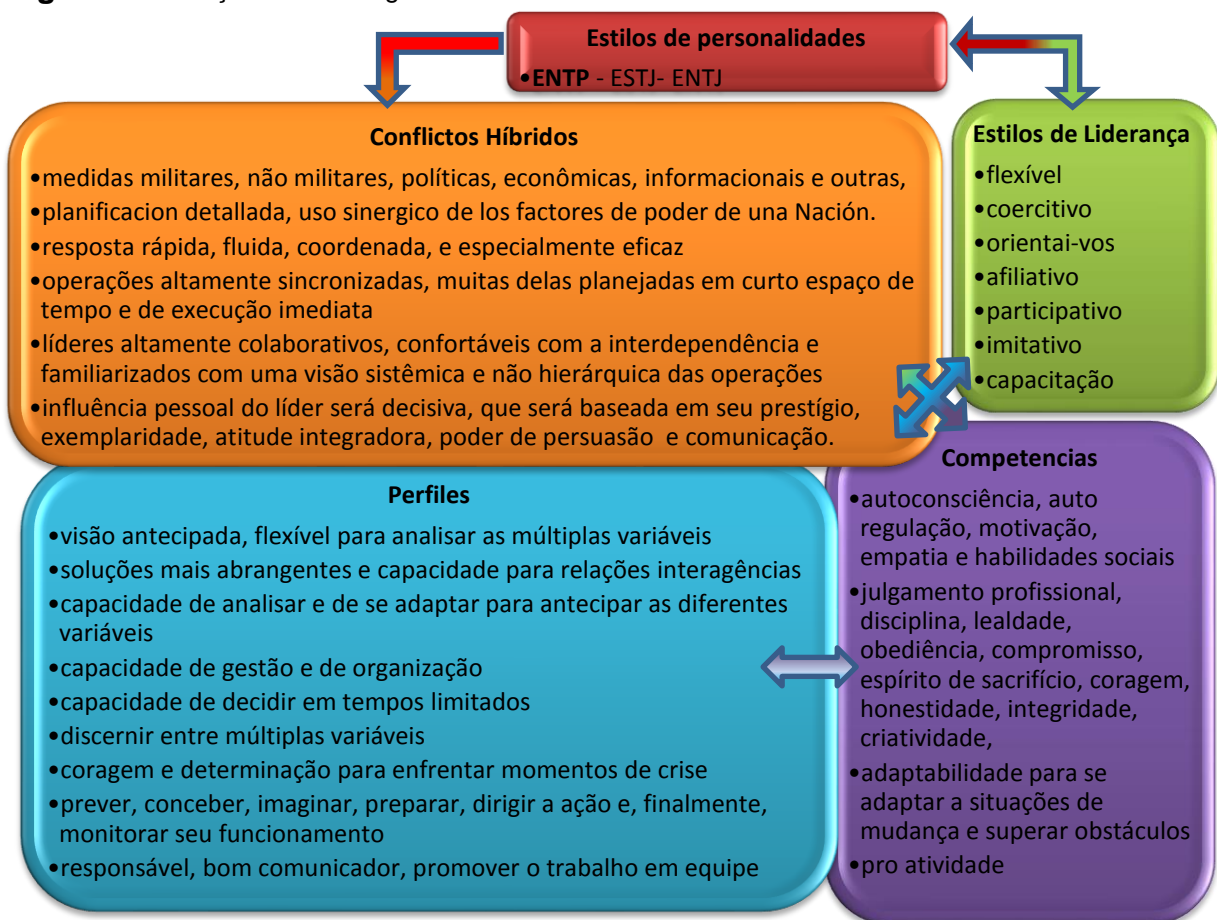 Estilos de personalidades
•ENTP - ESTJ- ENTJ
Conflictos Híbridos
•medidas militares, não militares, políticas, econômicas, informacionais e outras,
•planificacion detallada, uso sinergico de los factores de poder de una Nación.
•resposta rápida, fluida, coordenada, e especialmente eficaz
•operações altamente sincronizadas, muitas delas planejadas em curto espaço de
tempo e de execução imediata
•líderes altamente colaborativos, confortáveis com a interdependência e
familiarizados com uma visão sistêmica e não hierárquica das operações
•influência pessoal do líder será decisiva, que será baseada em seu prestígio,
exemplaridade, atitude integradora, poder de persuasão e comunicação.
Estilos de Liderança
•flexível
•coercitivo
•orientai-vos
•afiliativo
•participativo
•imitativo
•capacitação
Perfiles
•visão antecipada, flexível para analisar as múltiplas variáveis
•soluções mais abrangentes e capacidade para relações interagências
•capacidade de analisar e de se adaptar para antecipar as diferentes
variáveis
•capacidade de gestão e de organização
•capacidade de decidir em tempos limitados
•discernir entre múltiplas variáveis
•coragem e determinação para enfrentar momentos de crise
•prever, conceber, imaginar, preparar, dirigir a ação e, finalmente,
monitorar seu funcionamento
•responsável, bom comunicador, promover o trabalho em equipe
Competencias
•autoconsciência, auto
regulação, motivação,
empatia e habilidades sociais
•julgamento profissional,
disciplina, lealdade,
obediência, compromisso,
espírito de sacrifício, coragem,
honestidade, integridade,
criatividade,
•adaptabilidade para se
adaptar a situações de
mudança e superar obstáculos
•pro atividade